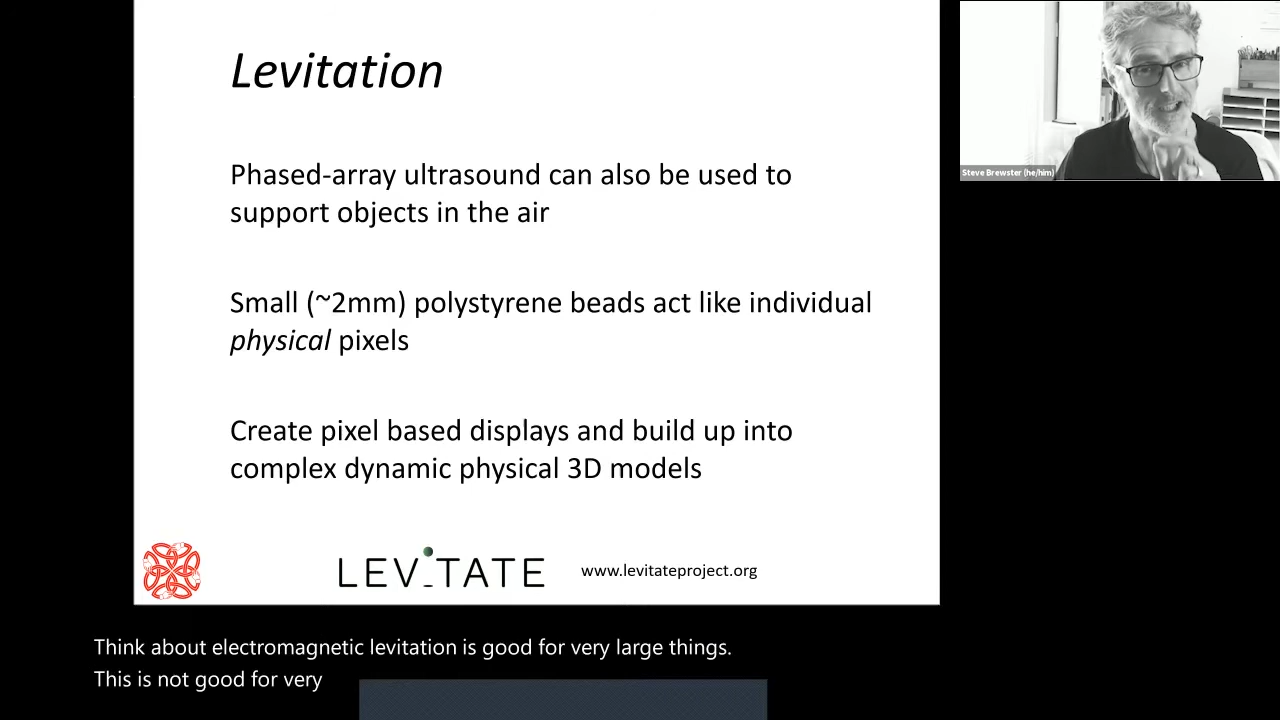 Levitation
Phased-array ultrasound can also be used to
support objects in the air
Small (~2mm) polystyrene beads act like individual
physical pixels
Create pixel based displays and build up into
complex dynamic physical 3D models
LEVITATE
www.levitateproject.org
Steve Brewster (he/him)
Think about electromagnetic levitation is good for very large things.
This is not good for very